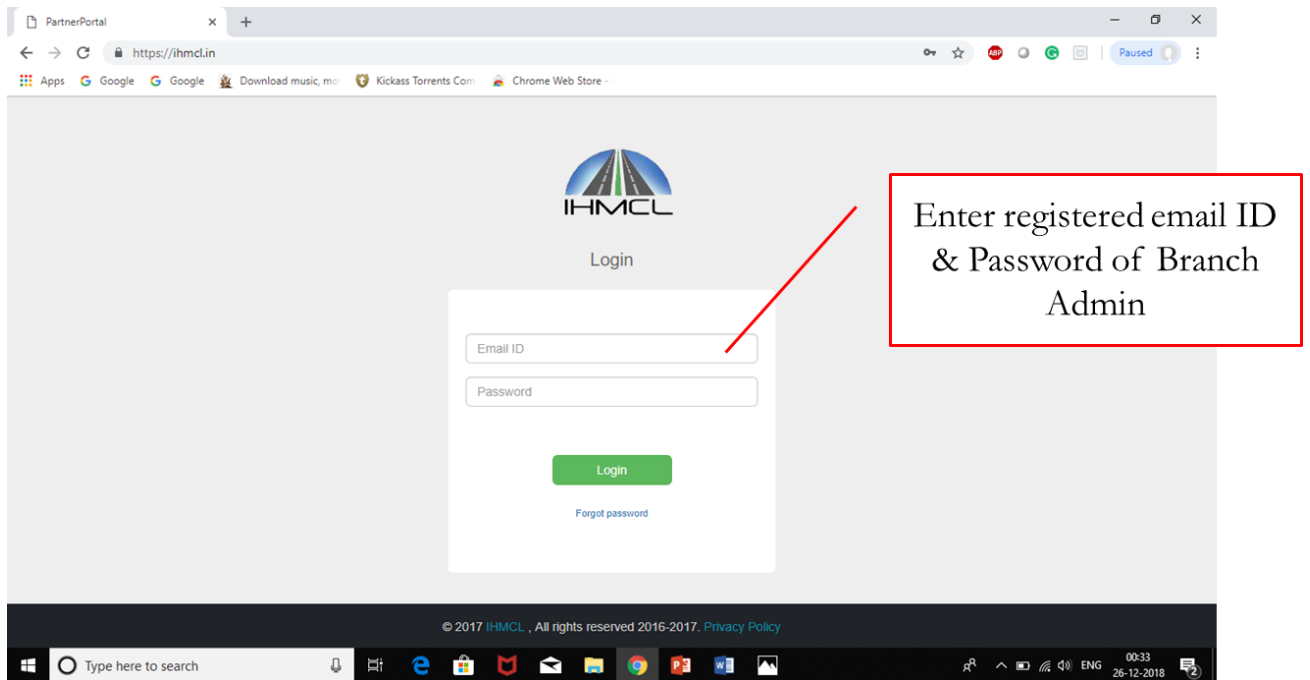 PartnerPortal
https://ihmcl.in
ABP
Paused
Apps
Google
Google
Download music, mo
Kickass Torrents Com
Chrome Web Store -
IHMCL
Login
Enter registered email ID
& Password of Branch
Admin
Email ID
Password
Login
Forgot password
© 2017 IHMCL , All rights reserved 2016-2017. Privacy Policy
Type here to search
ENG
00:33
26-12-2018
2